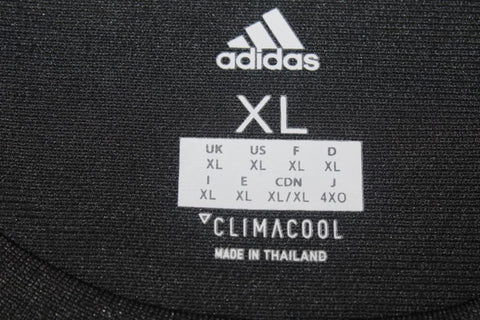 adidas
XL
UK US F D
XL XL XL XL
I E CDN J
XL XL XL/XL 4XO
CLIMACOOL
MADE IN THAILAND